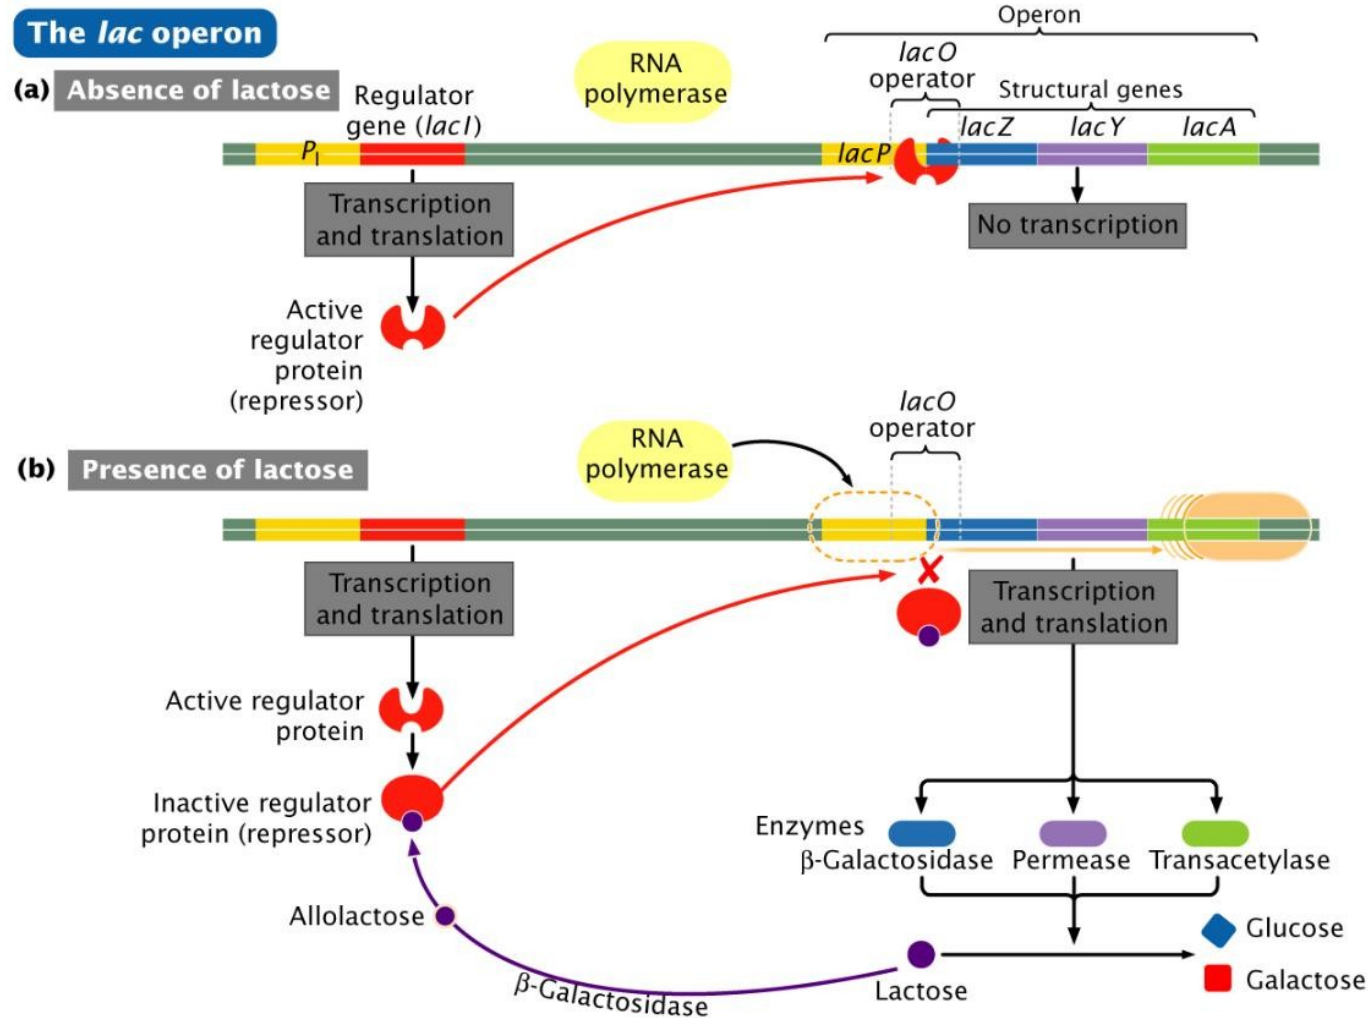 The lac operon
Operon
lacO
operator
(a) Absence of lactose
Regulator
gene (lacI)
RNA
polymerase
Structural genes
lacZ lacY lacA
PI
lacP
Transcription
and translation
No transcription
Active
regulator
protein
(repressor)
lacO
operator
(b) Presence of lactose
RNA
polymerase
Transcription
and translation
Transcription
and translation
Active regulator
protein
Inactive regulator
protein (repressor)
Enzymes
β-Galactosidase Permease Transacetylase
Allolactose
Glucose
Galactose
Lactose
β-Galactosidase